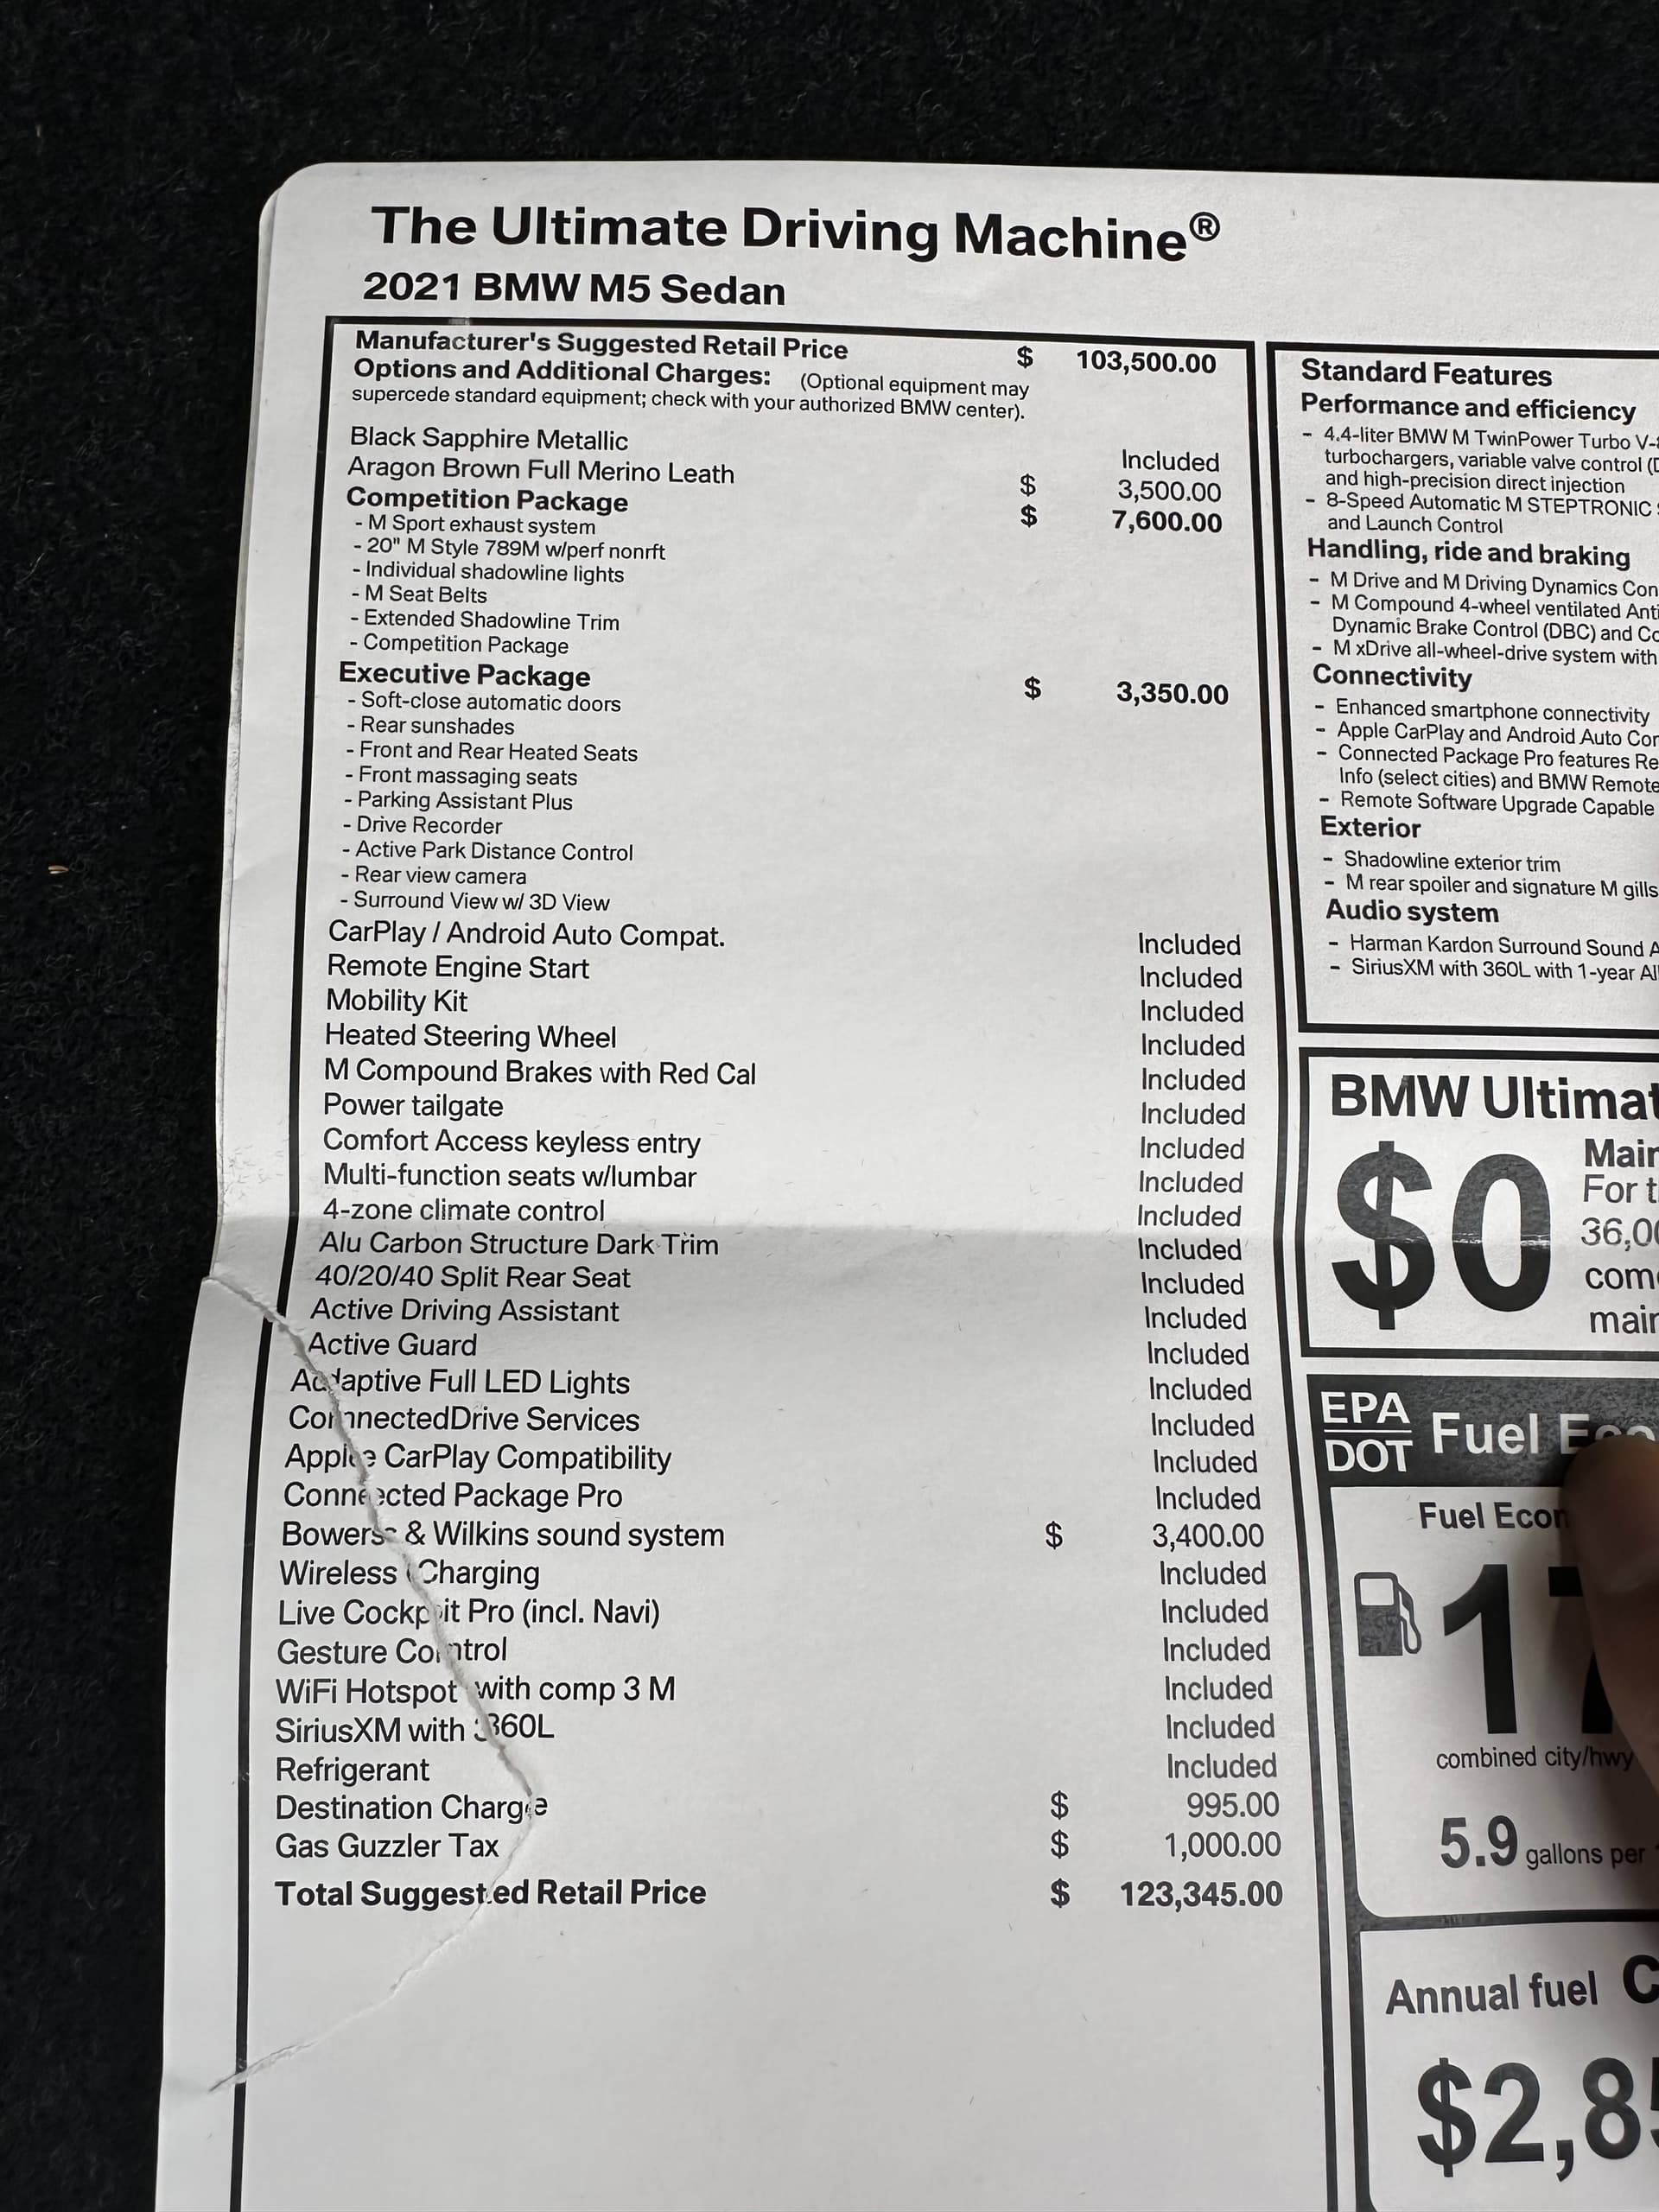 The Ultimate Driving Machine®
2021 BMW M5 Sedan
Manufacturer's Suggested Retail Price $ 103,500.00
Options and Additional Charges: (Optional equipment may
supercede standard equipment; check with your authorized BMW center).
Black Sapphire Metallic Included
Aragon Brown Full Merino Leath $ 3,500.00
Competition Package $ 7,600.00
- M Sport exhaust system
- 20" M Style 789M w/perf nonrft
- Individual shadowline lights
- M Seat Belts
- Extended Shadowline Trim
- Competition Package
Executive Package $ 3,350.00
- Soft-close automatic doors
- Rear sunshades
- Front and Rear Heated Seats
- Front massaging seats
- Parking Assistant Plus
- Drive Recorder
- Active Park Distance Control
- Rear view camera
- Surround View w/ 3D View
CarPlay / Android Auto Compat. Included
Remote Engine Start Included
Mobility Kit Included
Heated Steering Wheel Included
M Compound Brakes with Red Cal Included
Power tailgate Included
Comfort Access keyless entry Included
Multi-function seats w/lumbar Included
4-zone climate control Included
Alu Carbon Structure Dark Trim Included
40/20/40 Split Rear Seat Included
Active Driving Assistant Included
Active Guard Included
Adaptive Full LED Lights Included
ConnectedDrive Services Included
Apple CarPlay Compatibility Included
Connected Package Pro Included
Bowers & Wilkins sound system $ 3,400.00
Wireless Charging Included
Live Cockpit Pro (incl. Navi) Included
Gesture Control Included
WiFi Hotspot with comp 3 M Included
SiriusXM with 360L Included
Refrigerant Included
Destination Charge $ 995.00
Gas Guzzler Tax $ 1,000.00
Total Suggested Retail Price $ 123,345.00
Standard Features
Performance and efficiency
- 4.4-liter BMW M TwinPower Turbo
turbochargers, variable valve control
and high-precision direct injection
- 8-Speed Automatic M STEPTRONIC
and Launch Control
Handling, ride and braking
- M Drive and M Driving Dynamics
- M Compound 4-wheel ventilated
Dynamic Brake Control (DBC) and
- M xDrive all-wheel-drive system with
Connectivity
- Enhanced smartphone connectivity
- Apple CarPlay and Android Auto
- Connected Package Pro features
Info (select cities) and BMW Remote
- Remote Software Upgrade Capable
Exterior
- Shadowline exterior trim
- M rear spoiler and signature M gills
Audio system
- Harman Kardon Surround Sound
- SiriusXM with 360L with 1-year
BMW
$0
For
EPA
DOT
Fuel
Fuel
17
combined city/hwy
5.9 gallons per
Annual fuel